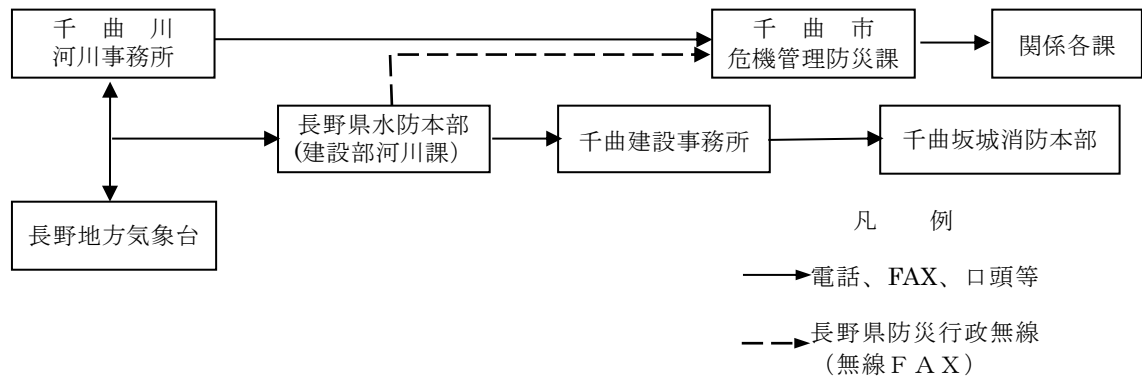 千 曲 川
河川事務所
千 曲 市
危機管理防災課
関係各課
長野県水防本部
(建設部河川課）
千曲建設事務所
千曲坂城消防本部
長野地方気象台
凡 例
電話、FAX、口頭等
長野県防災行政無線
（無線ＦＡＸ）